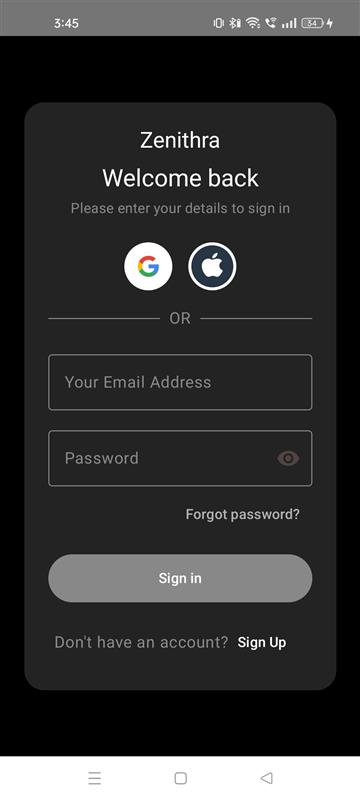 3:45
34
Zenithra
Welcome back
Please enter your details to sign in
G
OR
Your Email Address
Password
Forgot password?
Sign in
Don't have an account? Sign Up